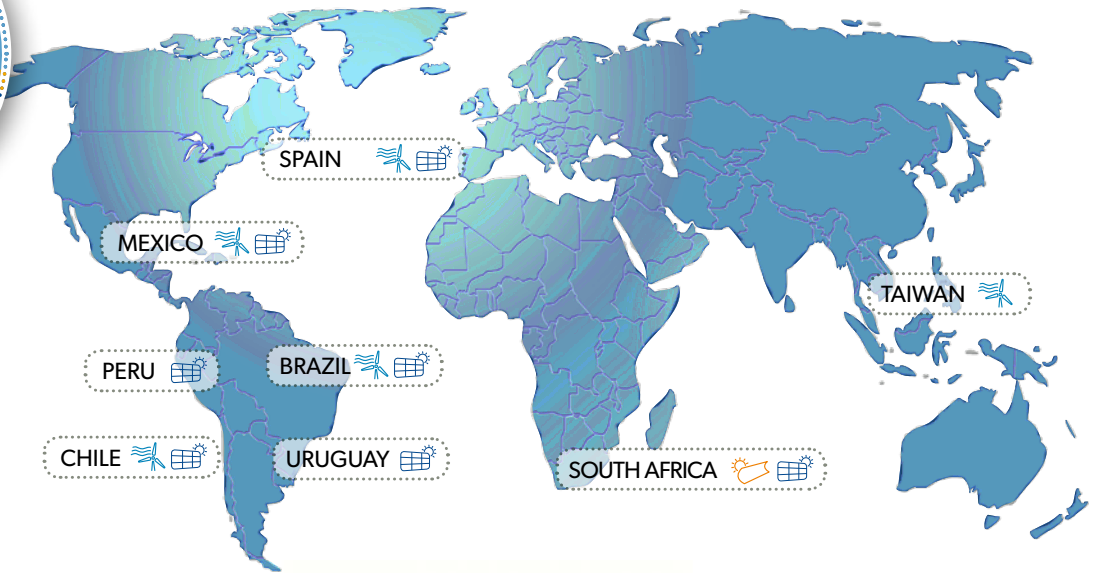 SPAIN
MEXICO
TAIWAN
PERU
BRAZIL
CHILE
URUGUAY
SOUTH AFRICA